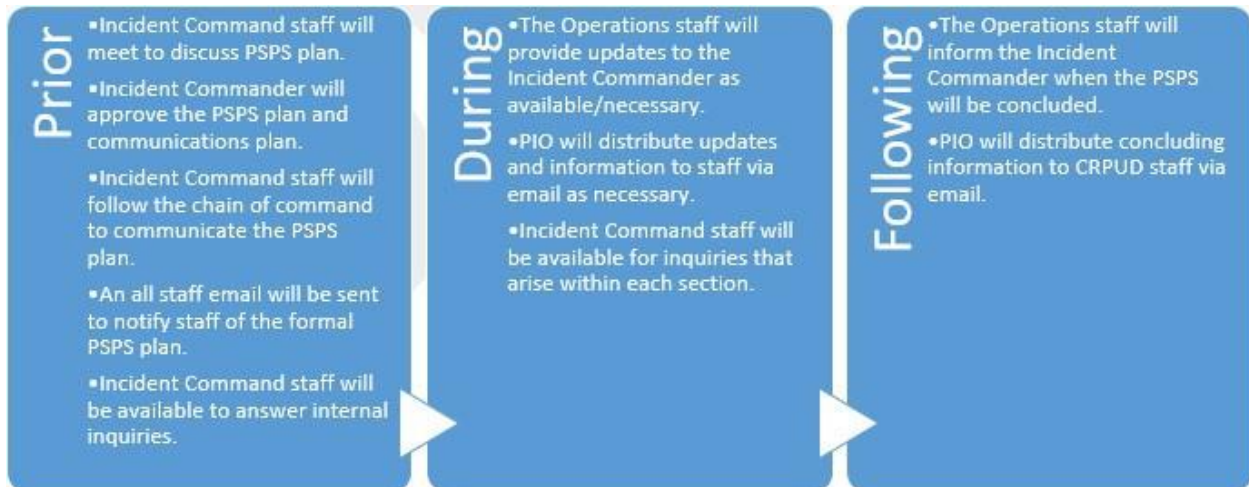 Prior
•Incident Command staff will
meet to discuss PSPS plan.
•Incident Commander will
approve the PSPS plan and
communications plan.
•Incident Command staff will
follow the chain of command
to communicate the PSPS
plan.
•An all staff email will be sent
to notify staff of the formal
PSPS plan.
•Incident Command staff will
be available to answer internal
inquiries.
During
•The Operations staff will
provide updates to the
Incident Commander as
available/necessary.
•PIO will distribute updates
and information to staff via
email as necessary.
•Incident Command staff will
be available for inquiries that
arise within each section.
Following
•The Operations staff will
inform the Incident
Commander when the PSPS
will be concluded.
•PIO will distribute concluding
information to CRPUD staff via
email.